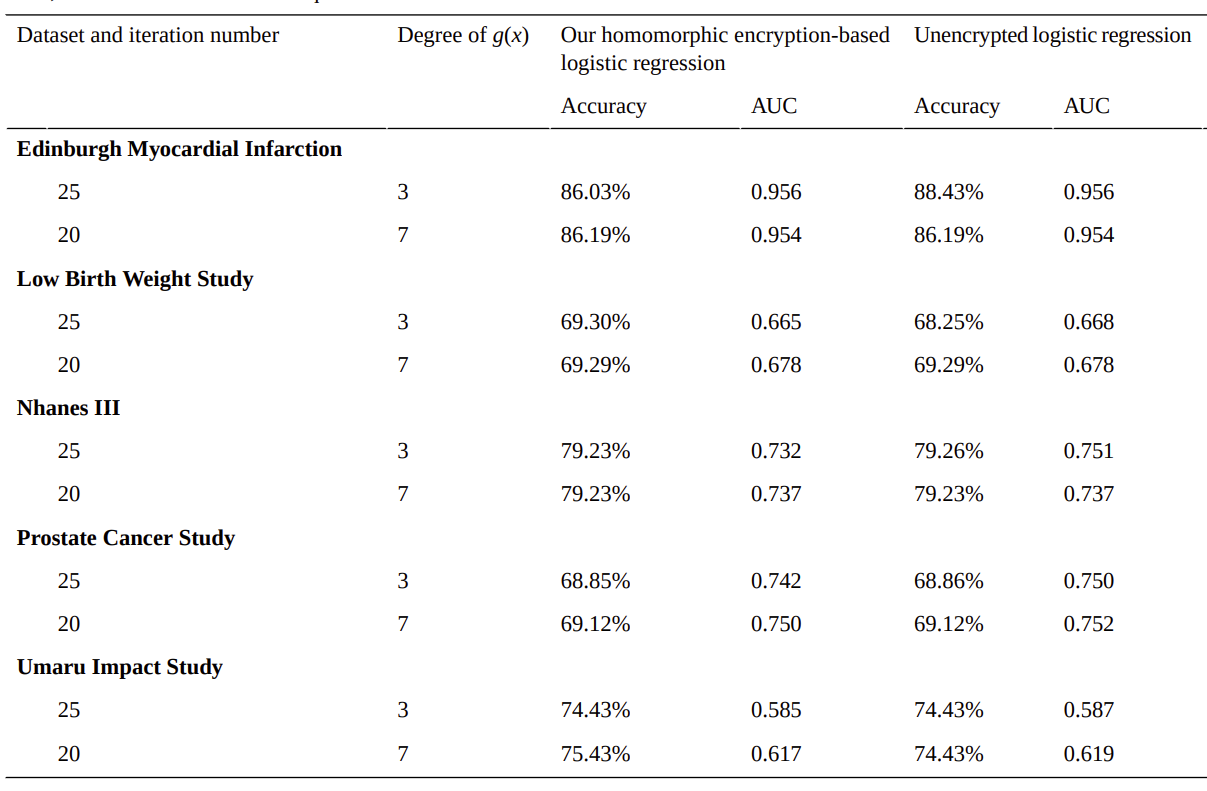 Dataset and iteration number Degree of g(x) Our homomorphic encryption-based logistic regression Unencrypted logistic regression
Accuracy AUC Accuracy AUC
Edinburgh Myocardial Infarction
25 3 86.03% 0.956 88.43% 0.956
20 7 86.19% 0.954 86.19% 0.954
Low Birth Weight Study
25 3 69.30% 0.665 68.25% 0.668
20 7 69.29% 0.678 69.29% 0.678
Nhanes III
25 3 79.23% 0.732 79.26% 0.751
20 7 79.23% 0.737 79.23% 0.737
Prostate Cancer Study
25 3 68.85% 0.742 68.86% 0.750
20 7 69.12% 0.750 69.12% 0.752
Umaru Impact Study
25 3 74.43% 0.585 74.43% 0.587
20 7 75.43% 0.617 74.43% 0.619